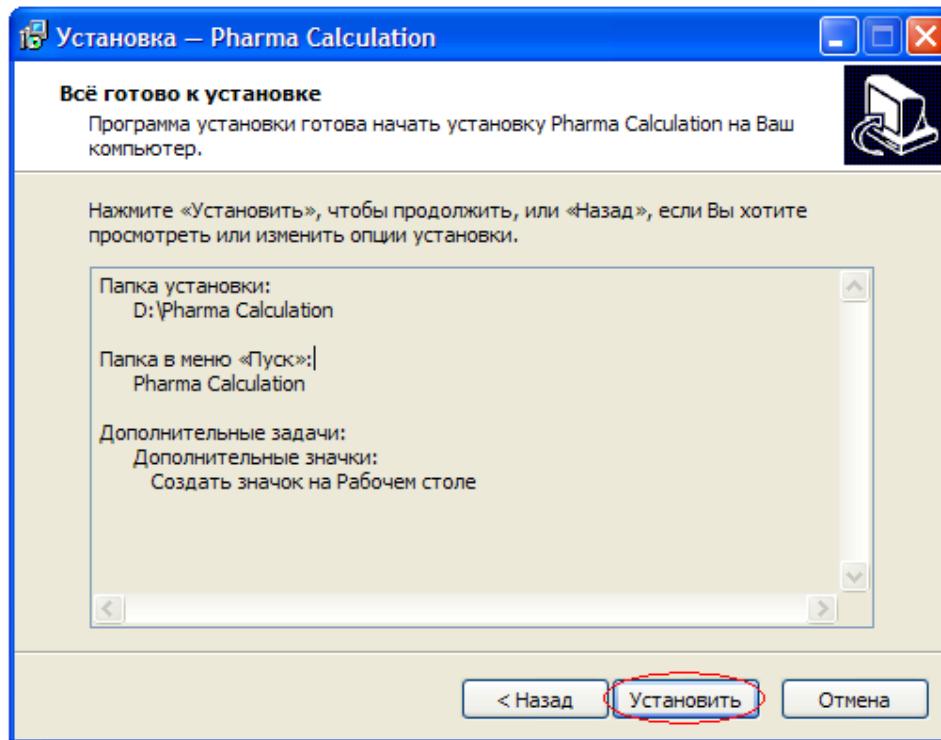 Установка — Pharma Calculation
Всё готово к установке
Программа установки готова начать установку Pharma Calculation на Ваш
компьютер.
Нажмите «Установить», чтобы продолжить, или «Назад», если Вы хотите
просмотреть или изменить опции установки.
Папка установки:
D:\Pharma Calculation
Папка в меню «Пуск»:
Pharma Calculation
Дополнительные задачи:
Дополнительные значки:
Создать значок на Рабочем столе
< Назад
Установить
Отмена